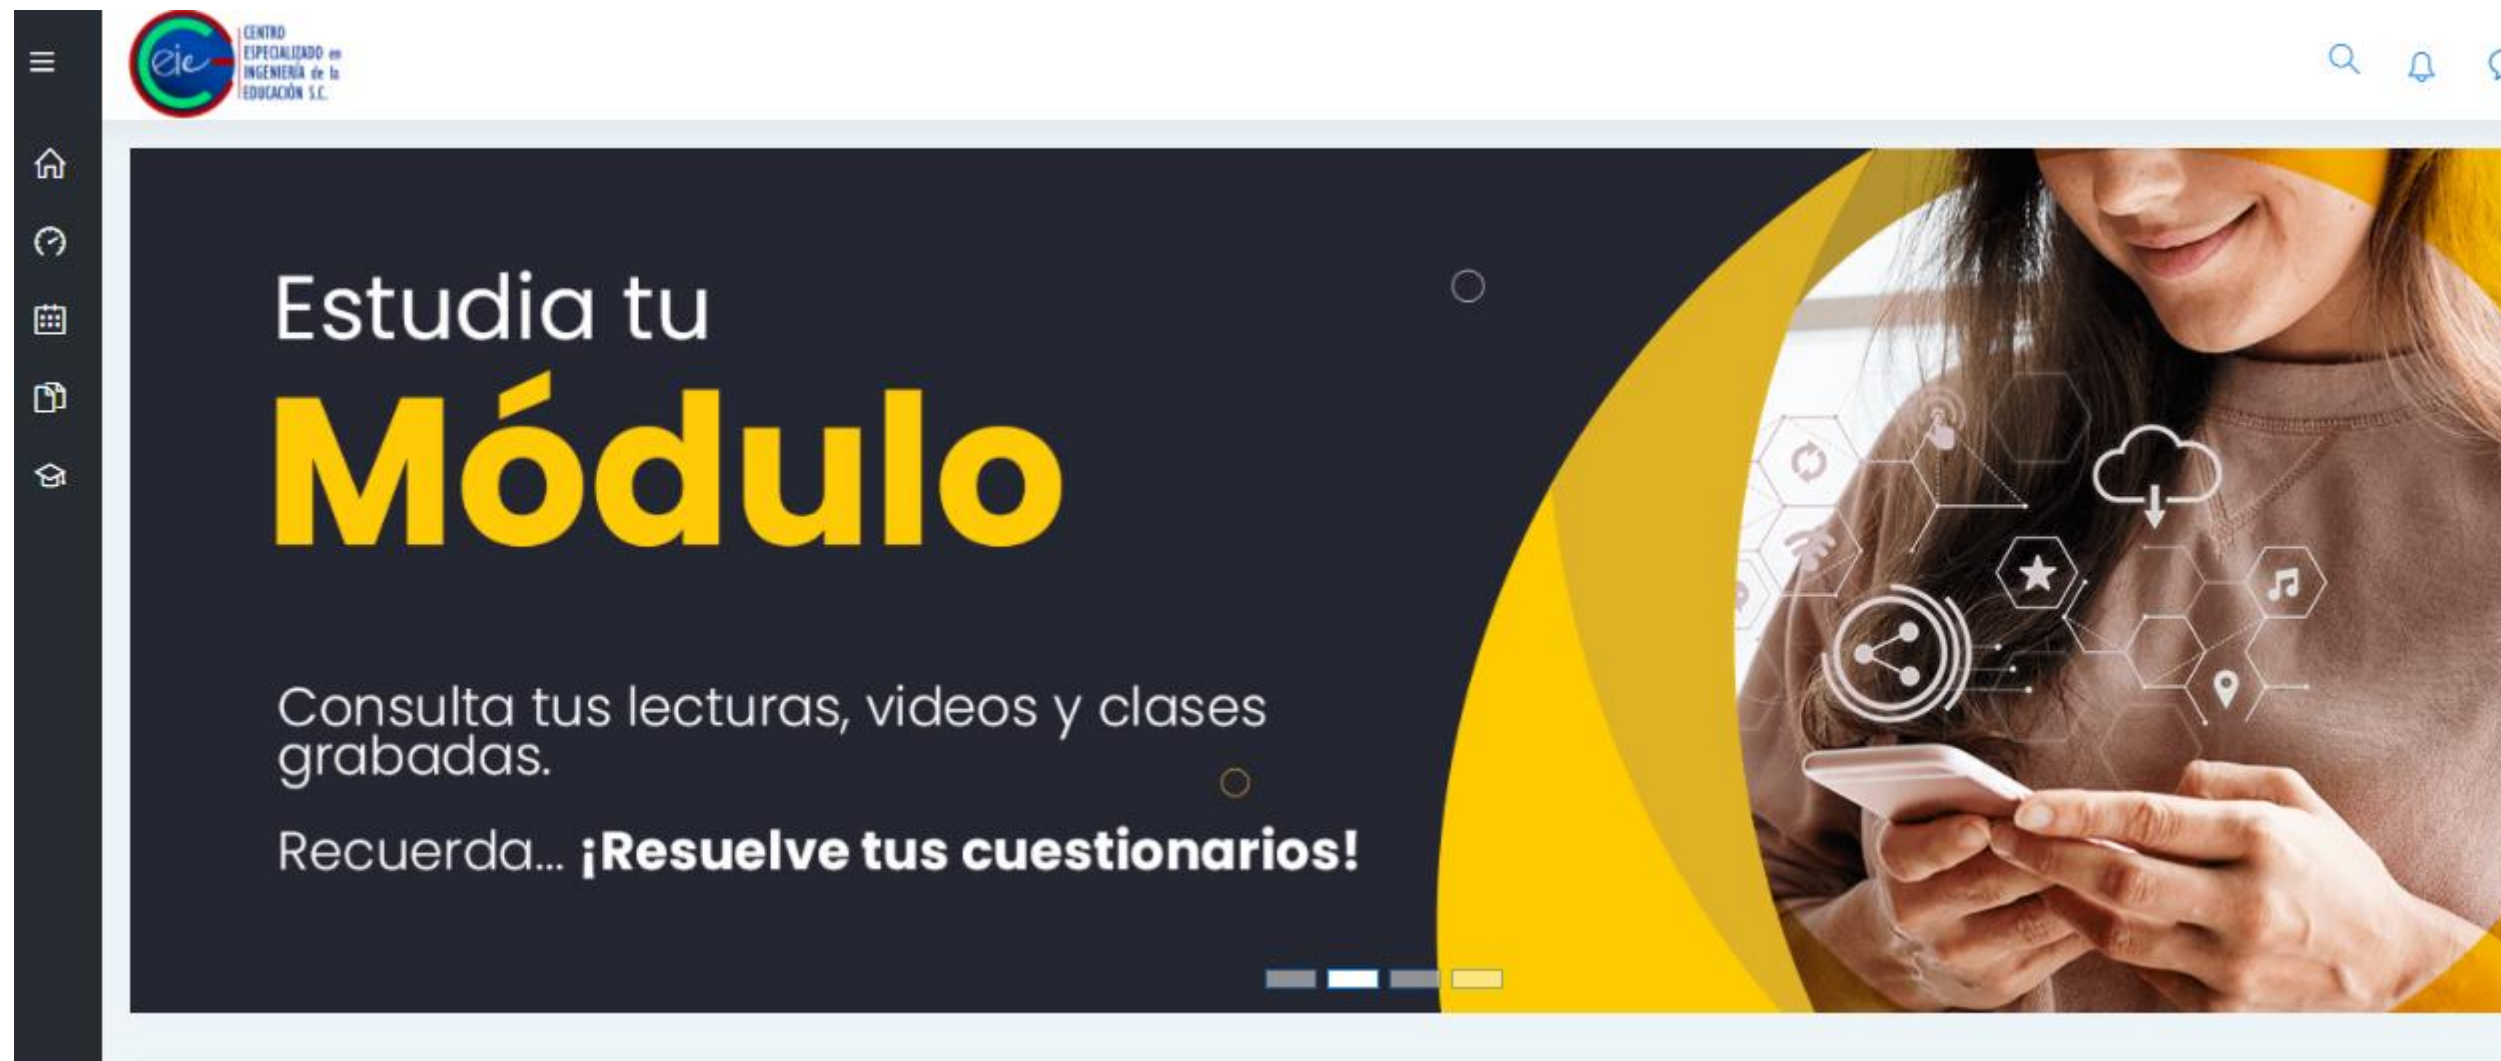 eie
CENTRO
ESPECIALIZADO en
INGENIERÍA de la
EDUCACIÓN S.C.
Estudia tu
Módulo
Consulta tus lecturas, videos y clases
grabadas.
Recuerda... ¡Resuelve tus cuestionarios!